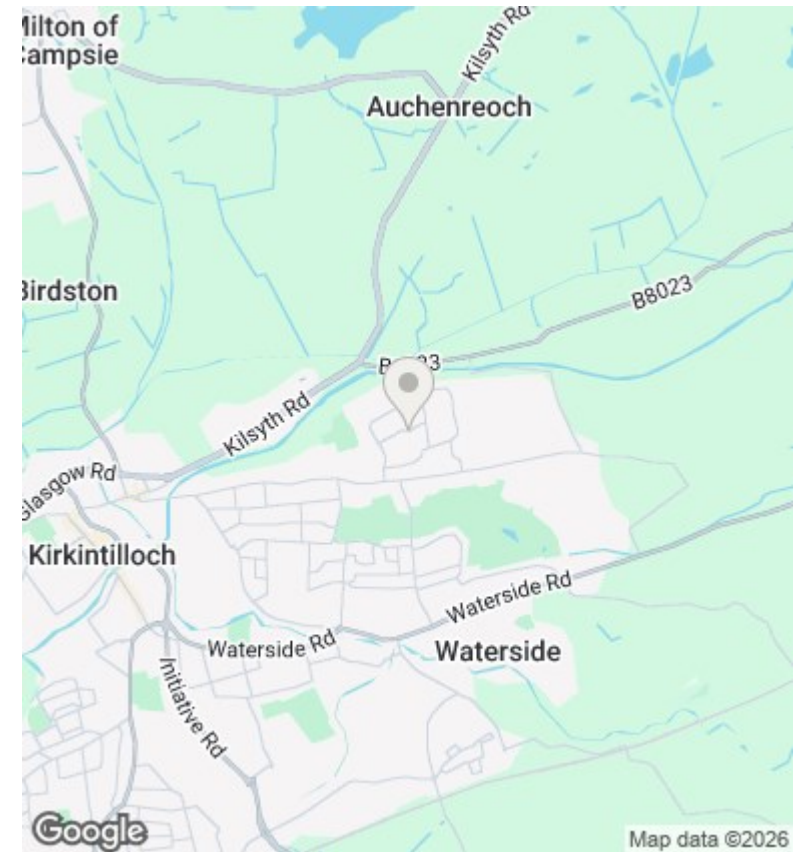 Milton of
Campsie
Kilsyth Rd
Auchenreoch
Birdston
B8023
Kilsyth Rd
Glasgow Rd
Kirkintilloch
Waterside Rd
Waterside Rd
Waterside
Initiative Rd
Google
Map data ©2026